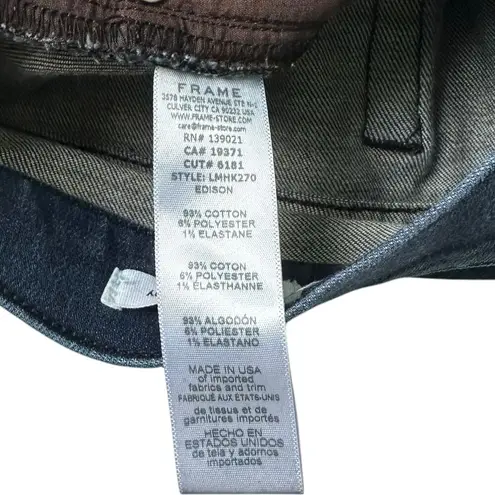 FRAME
3578 HAYDEN AVENUE STE N-1
CULVER CITY CA 90232 USA
WWW.FRAME-STORE.COM
care@frame-store.com
RN# 139021
CA# 19371
CUT# 6181
STYLE: LMHK270
EDISON
93% COTTON
6% POLYESTER
1% ELASTANE
93% COTON
6% POLYESTER
1% ÉLASTHANNE
93% ALGODÓN
6% POLIESTER
1% ELASTANO
MADE IN USA
of imported
fabrics and trim
FABRIQUÉ AUX ÉTATS-UNIS
de tissus et de
garnitures importés
HECHO EN
ESTADOS UNIDOS
de tela y adornos
importados